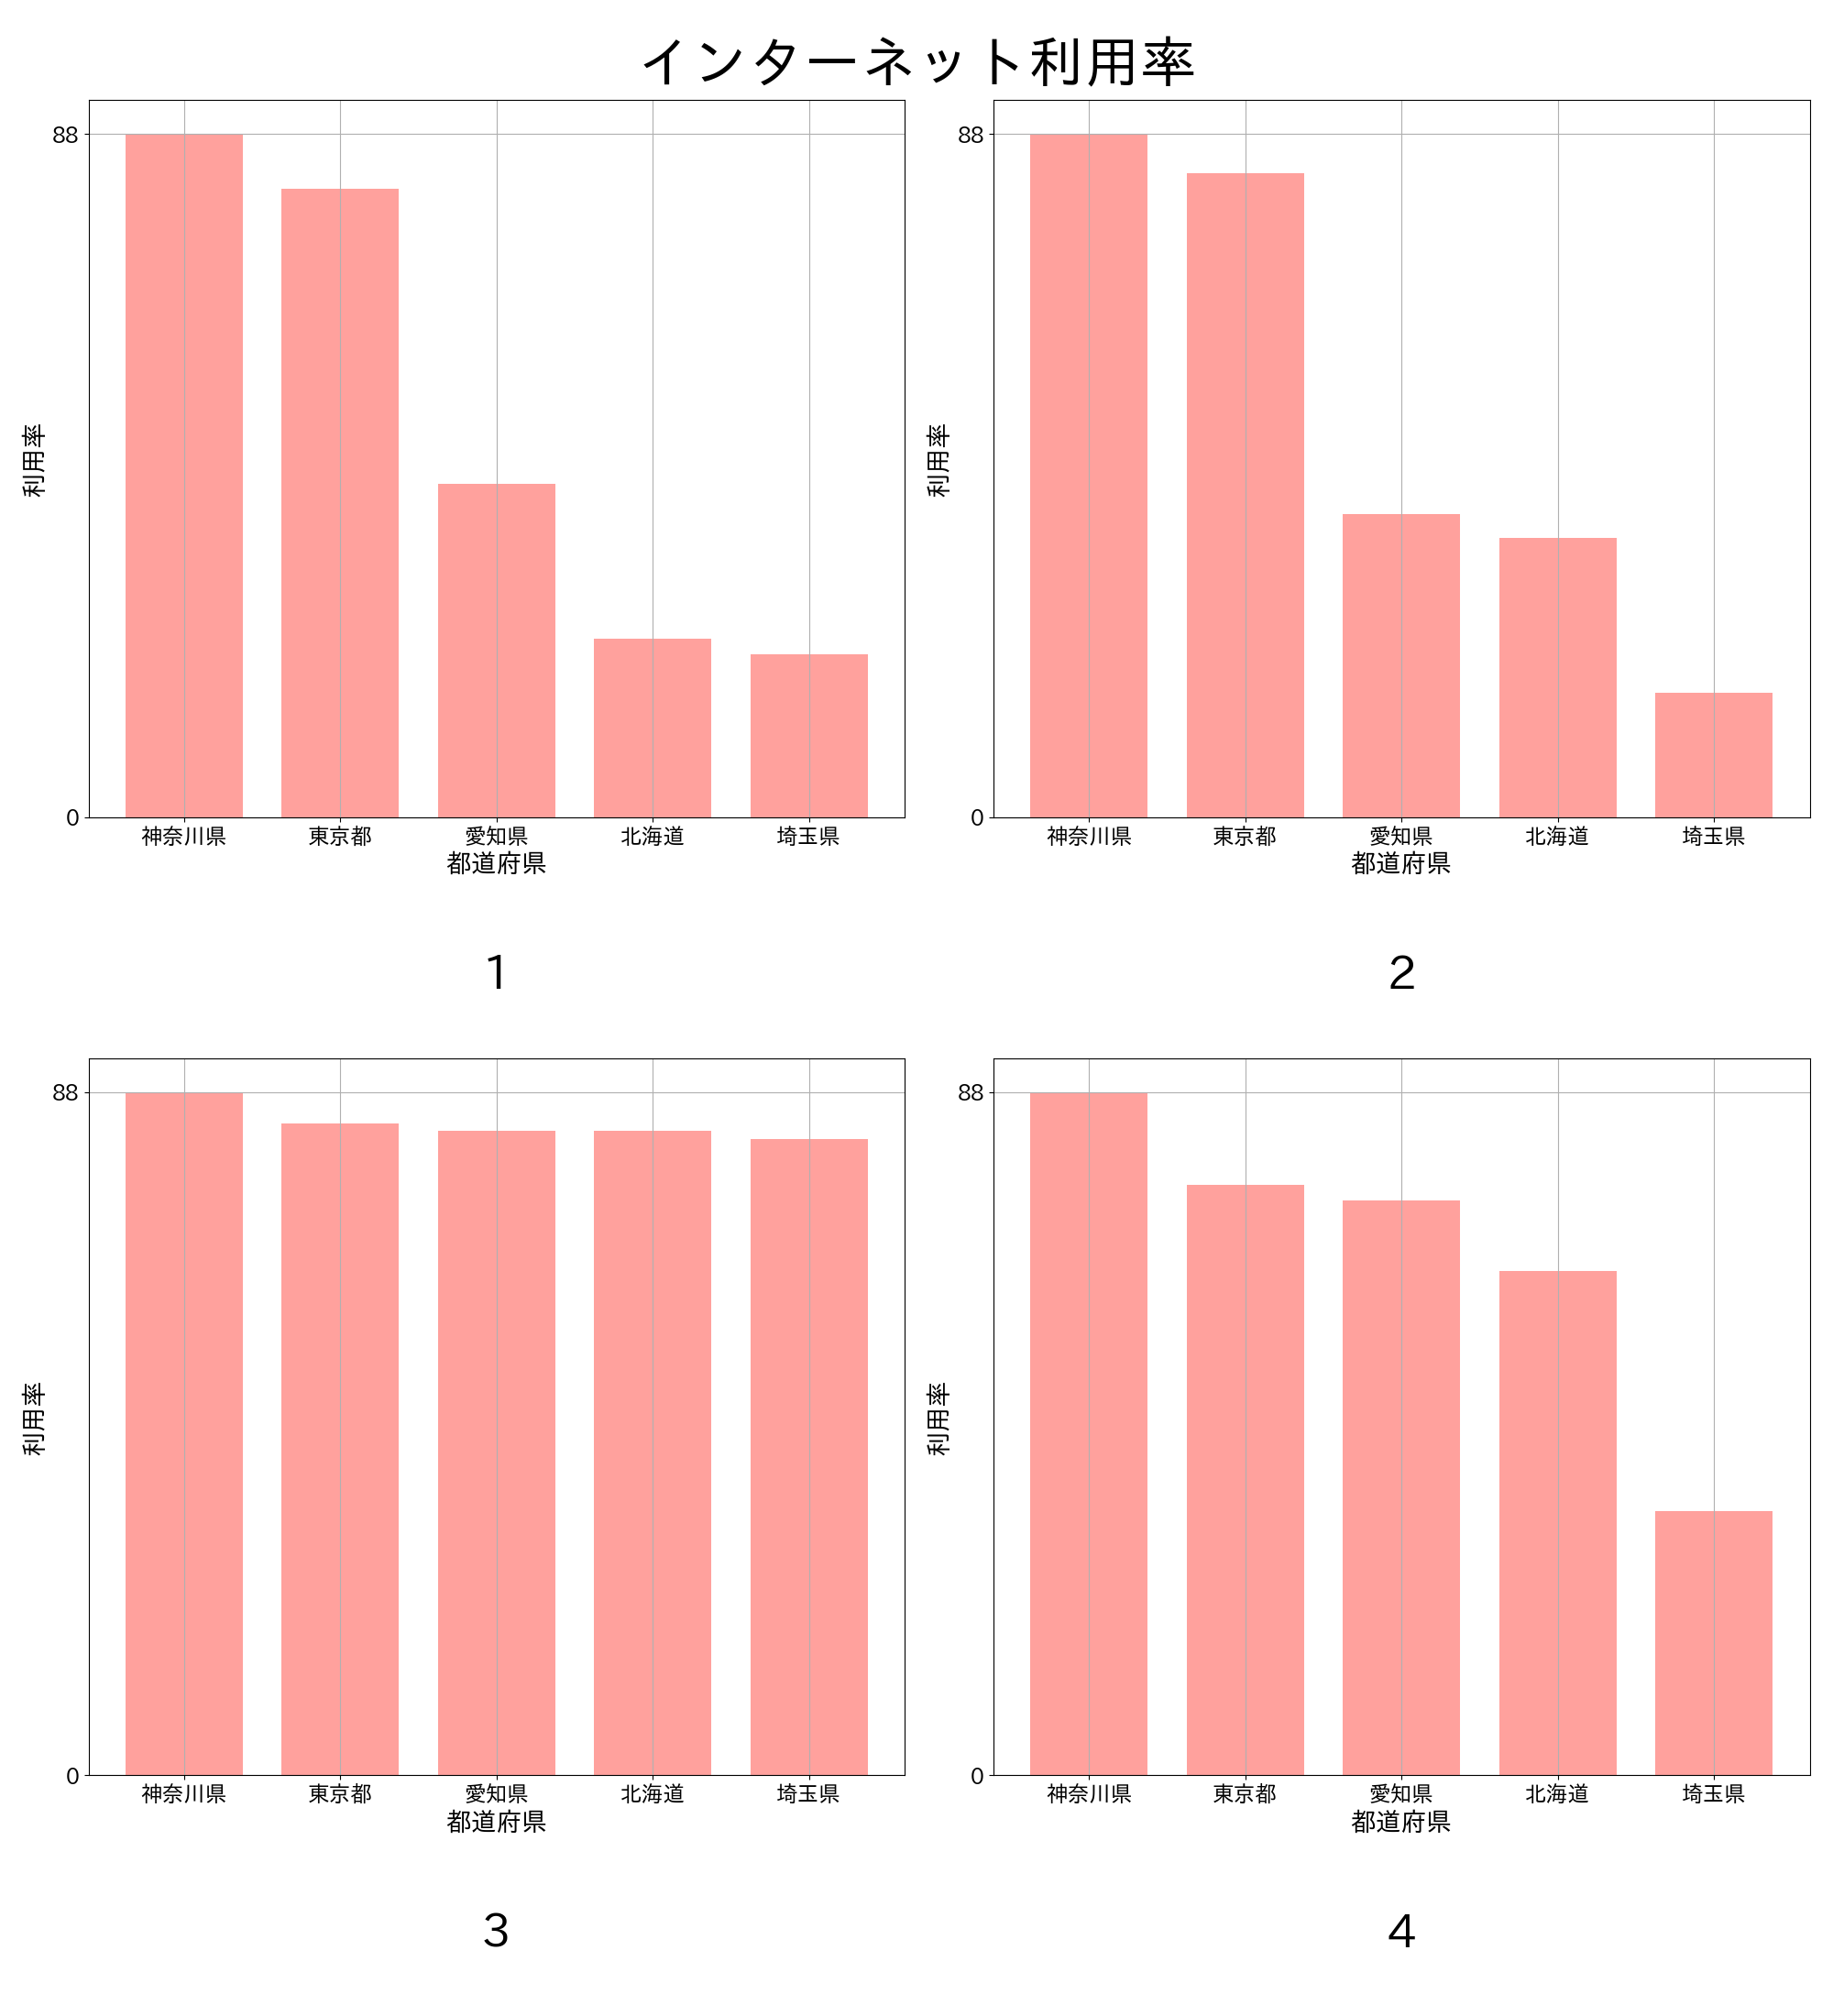 インターネット利用率
88
0
利用率
神奈川県 東京都 愛知県 北海道 埼玉県
都道府県
1
88
0
利用率
神奈川県 東京都 愛知県 北海道 埼玉県
都道府県
2
88
0
利用率
神奈川県 東京都 愛知県 北海道 埼玉県
都道府県
3
88
0
利用率
神奈川県 東京都 愛知県 北海道 埼玉県
都道府県
4